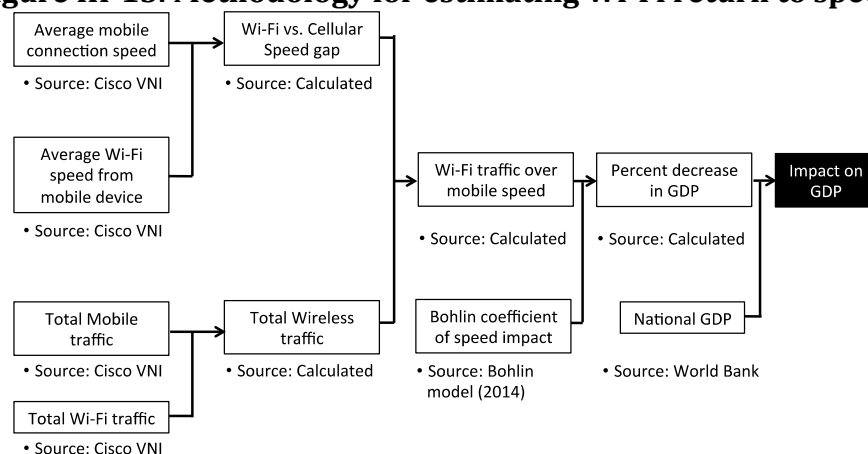 Average mobile
connection speed
• Source: Cisco VNI
Wi-Fi vs. Cellular
Speed gap
• Source: Calculated
Average Wi-Fi
speed from
mobile device
• Source: Cisco VNI
Wi-Fi traffic over
mobile speed
• Source: Calculated
Percent decrease
in GDP
• Source: Calculated
Impact on
GDP
Total Mobile
traffic
• Source: Cisco VNI
Total Wireless
traffic
• Source: Calculated
Bohlin coefficient
of speed impact
• Source: Bohlin
model (2014)
National GDP
• Source: World Bank
Total Wi-Fi traffic
• Source: Cisco VNI